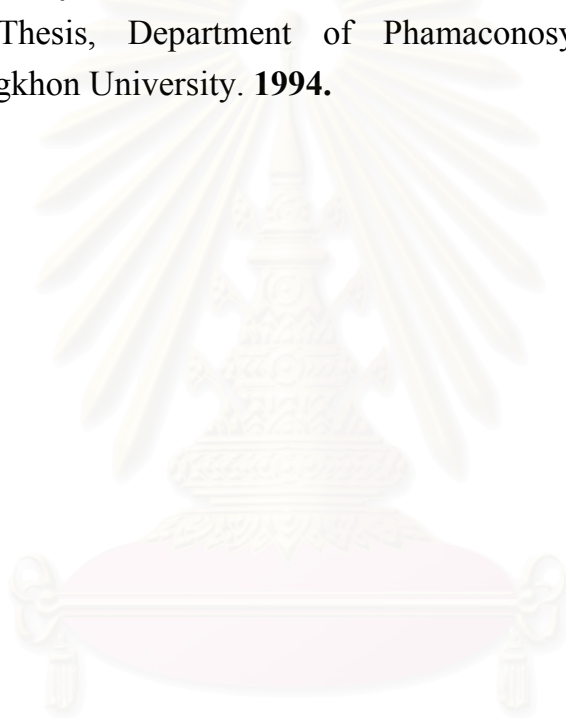 Thesis, Department of Phamaconosy
gkhon University. 1994.